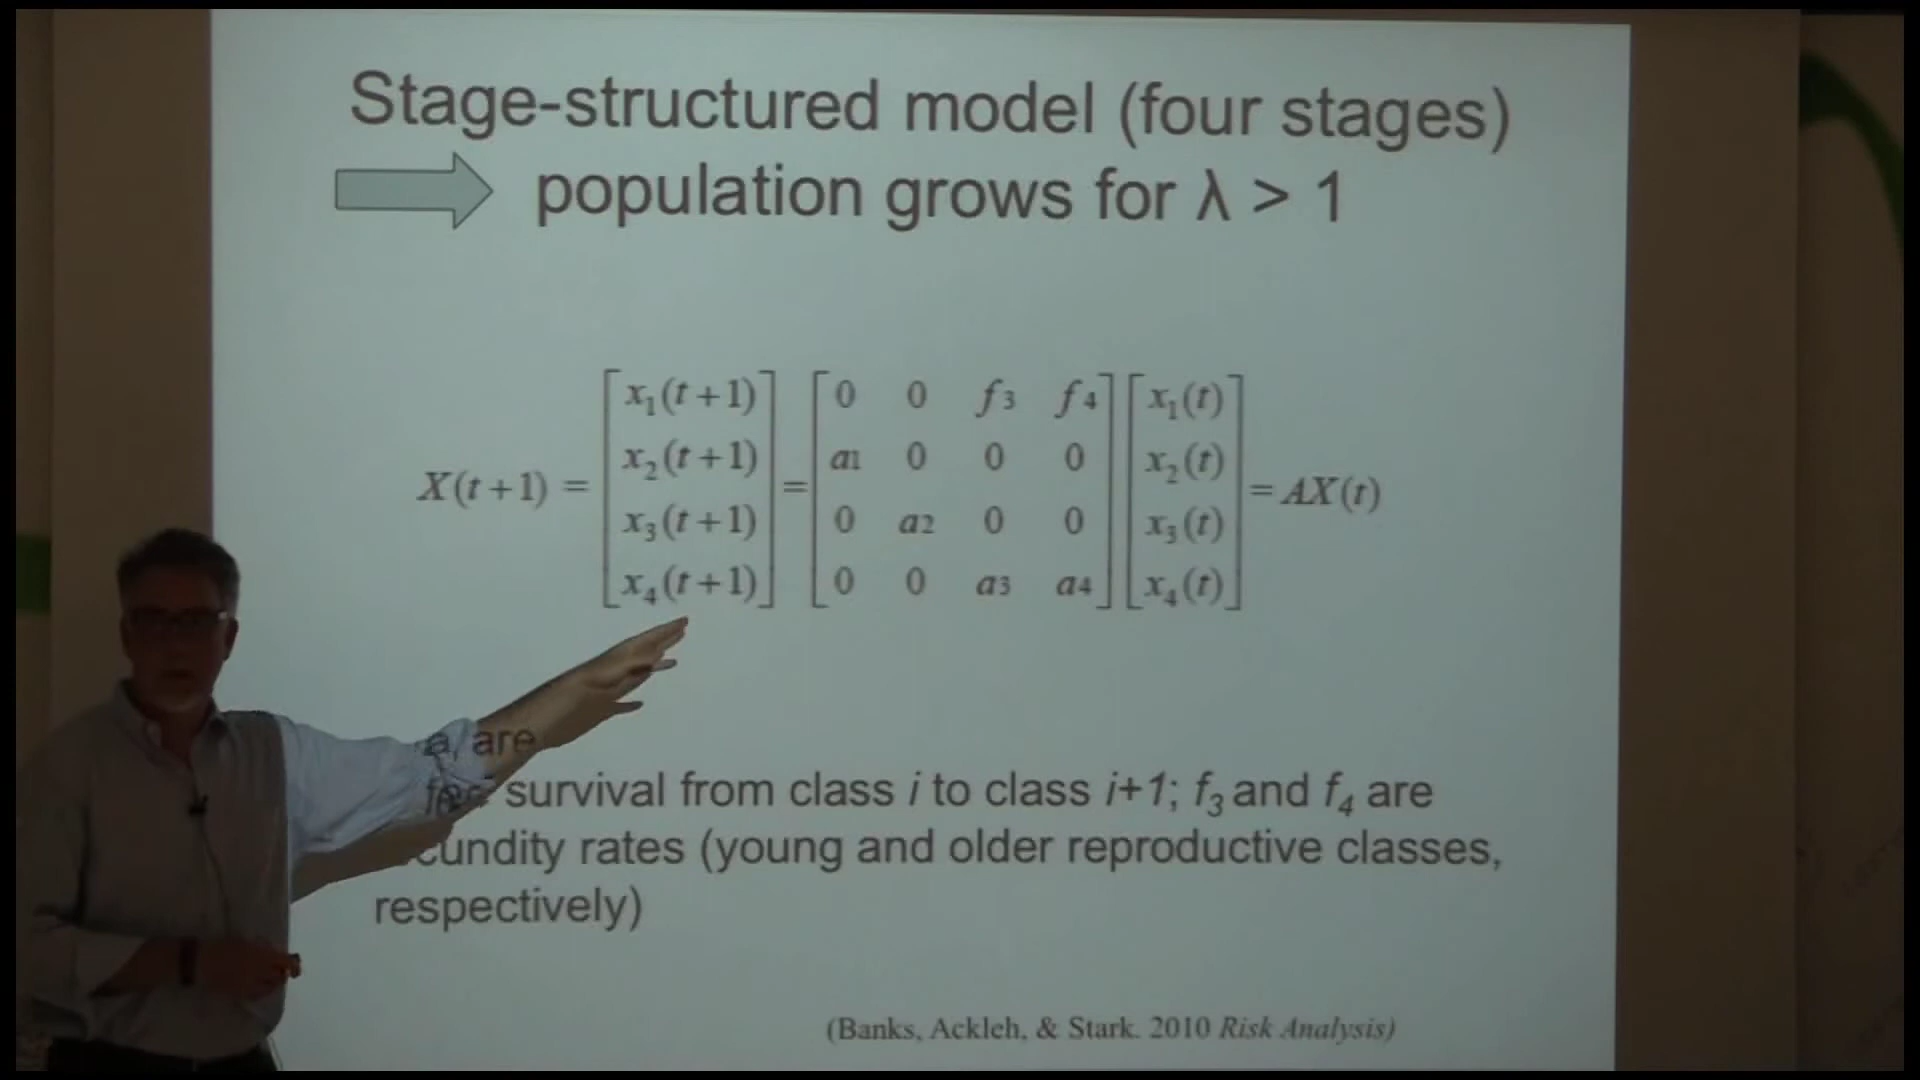 Stage-structured model (four stages)
population grows for λ > 1
X(t+1) = [x₁(t+1) x₂(t+1) x₃(t+1) x₄(t+1)] = [0 0 f₃ f₄; a₁ 0 0 0; 0 a₂ 0 0; 0 0 a₃ a₄] [x₁(t) x₂(t) x₃(t) x₄(t)] = AX(t)
are
survival from class i to class i+1; f₃ and f₄ are
cundity rates (young and older reproductive classes,
respectively)
(Banks, Ackleh, & Stark. 2010 Risk Analysis)